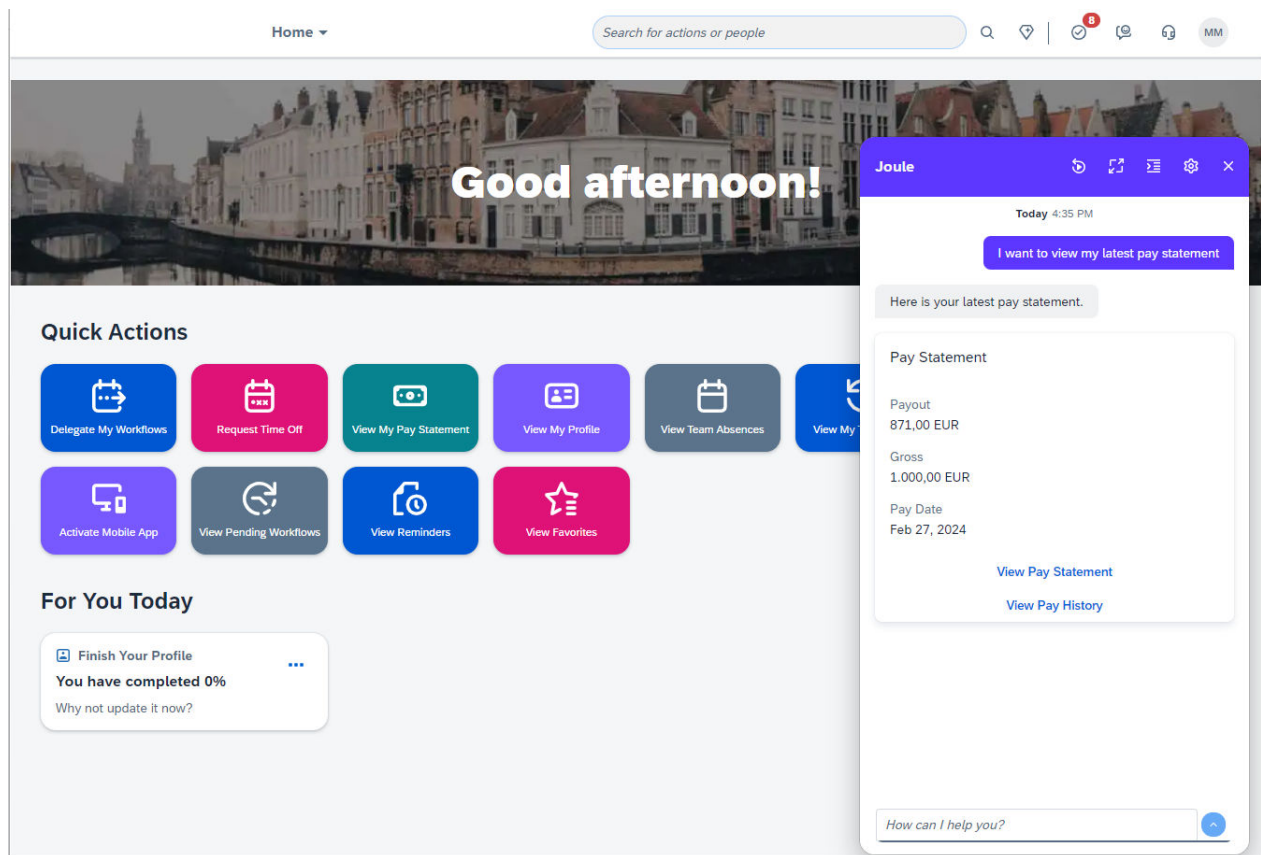 Home
Search for actions or people
8
MM
Good afternoon!
Joule
Today 4:35 PM
I want to view my latest pay statement
Here is your latest pay statement.
Pay Statement
Payout
871,00 EUR
Gross
1.000,00 EUR
Pay Date
Feb 27, 2024
View Pay Statement
View Pay History
How can I help you?
Quick Actions
Delegate My Workflows
Request Time Off
View My Pay Statement
View My Profile
View Team Absences
View My
Activate Mobile App
View Pending Workflows
View Reminders
View Favorites
For You Today
Finish Your Profile
You have completed 0%
Why not update it now?